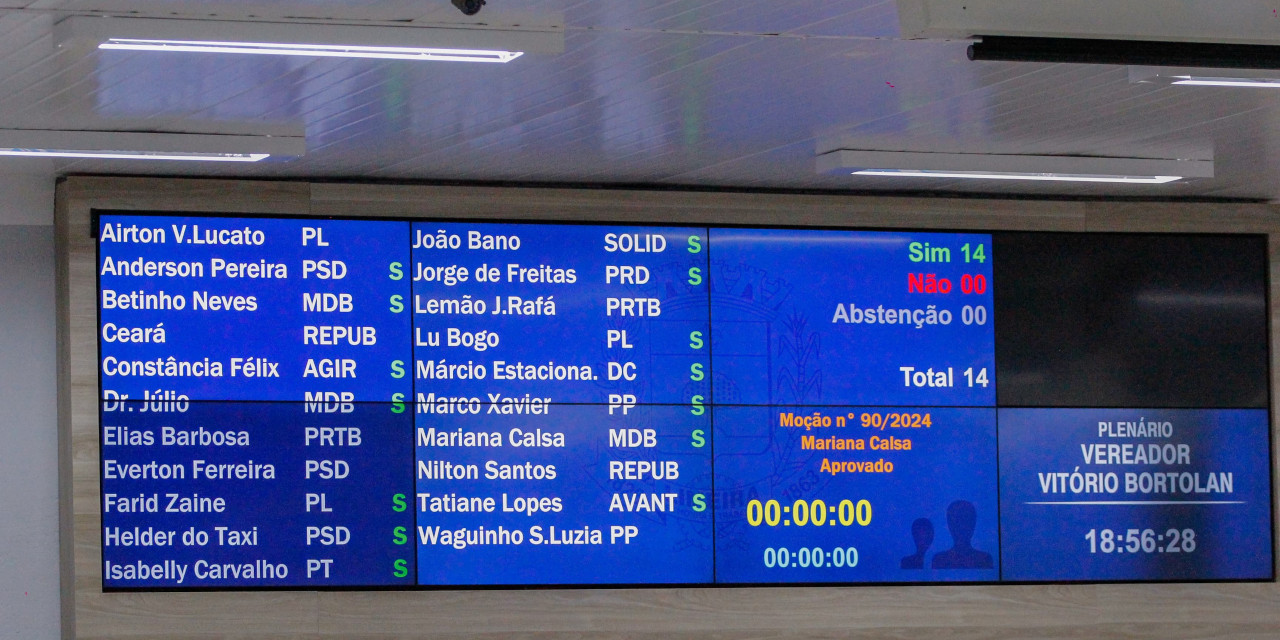 Airton V.Lucato PL
Anderson Pereira PSD S
Betinho Neves MDB S
Ceará REPUB
Constância Félix AGIR S
Dr. Júlio MDB S
Elias Barbosa PRTB
Everton Ferreira PSD
Farid Zaine PL S
Helder do Taxi PSD S
Isabelly Carvalho PT S
João Bano SOLID S
Jorge de Freitas PRD S
Lemão J.Rafá PRTB
Lu Bogo PL S
Márcio Estaciona. DC S
Marco Xavier PP S
Mariana Calsa MDB S
Nilton Santos REPUB
Tatiane Lopes AVANT S
Waguinho S.Luzia PP
Sim 14
Não 00
Abstenção 00
Total 14
Moção n° 90/2024
Mariana Calsa
Aprovado
00:00:00
00:00:00
PLENÁRIO
VEREADOR
VITÓRIO BORTOLAN
18:56:28